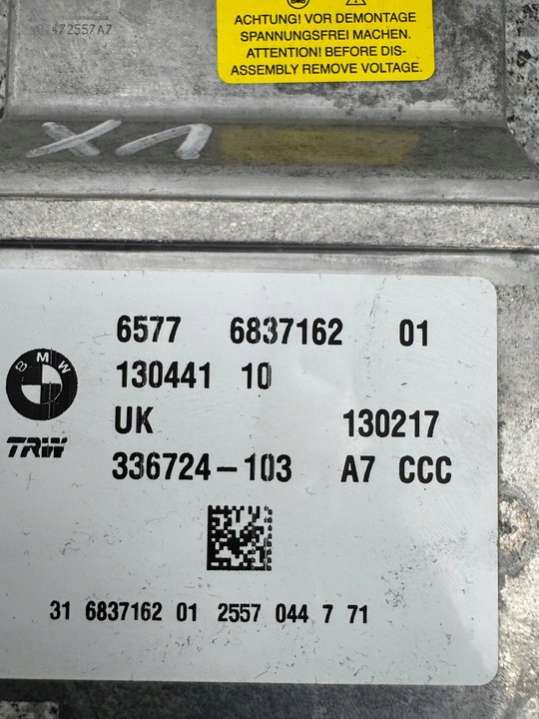 472557A7
ACHTUNG! VOR DEMONTAGE
SPANNUNGSFREI MACHEN.
ATTENTION! BEFORE DIS-
ASSEMBLY REMOVE VOLTAGE.
X1
6577 6837162 01
130441 10
BMW
UK 130217
TRW
336724-103 A7 CCC
31 6837162 01 2557 044 7 71